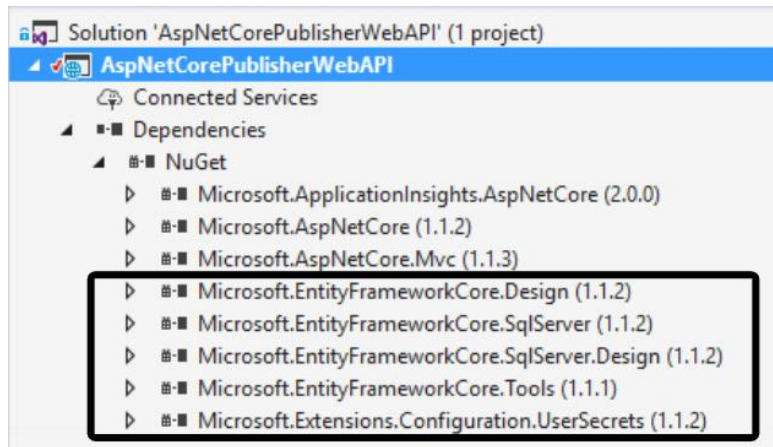 Solution 'AspNetCorePublisherWebAPI' (1 project)
AspNetCorePublisherWebAPI
Connected Services
Dependencies
NuGet
Microsoft.ApplicationInsights.AspNetCore (2.0.0)
Microsoft.AspNetCore (1.1.2)
Microsoft.AspNetCore.Mvc (1.1.3)
Microsoft.EntityFrameworkCore.Design (1.1.2)
Microsoft.EntityFrameworkCore.SqlServer (1.1.2)
Microsoft.EntityFrameworkCore.SqlServer.Design (1.1.2)
Microsoft.EntityFrameworkCore.Tools (1.1.1)
Microsoft.Extensions.Configuration.UserSecrets (1.1.2)